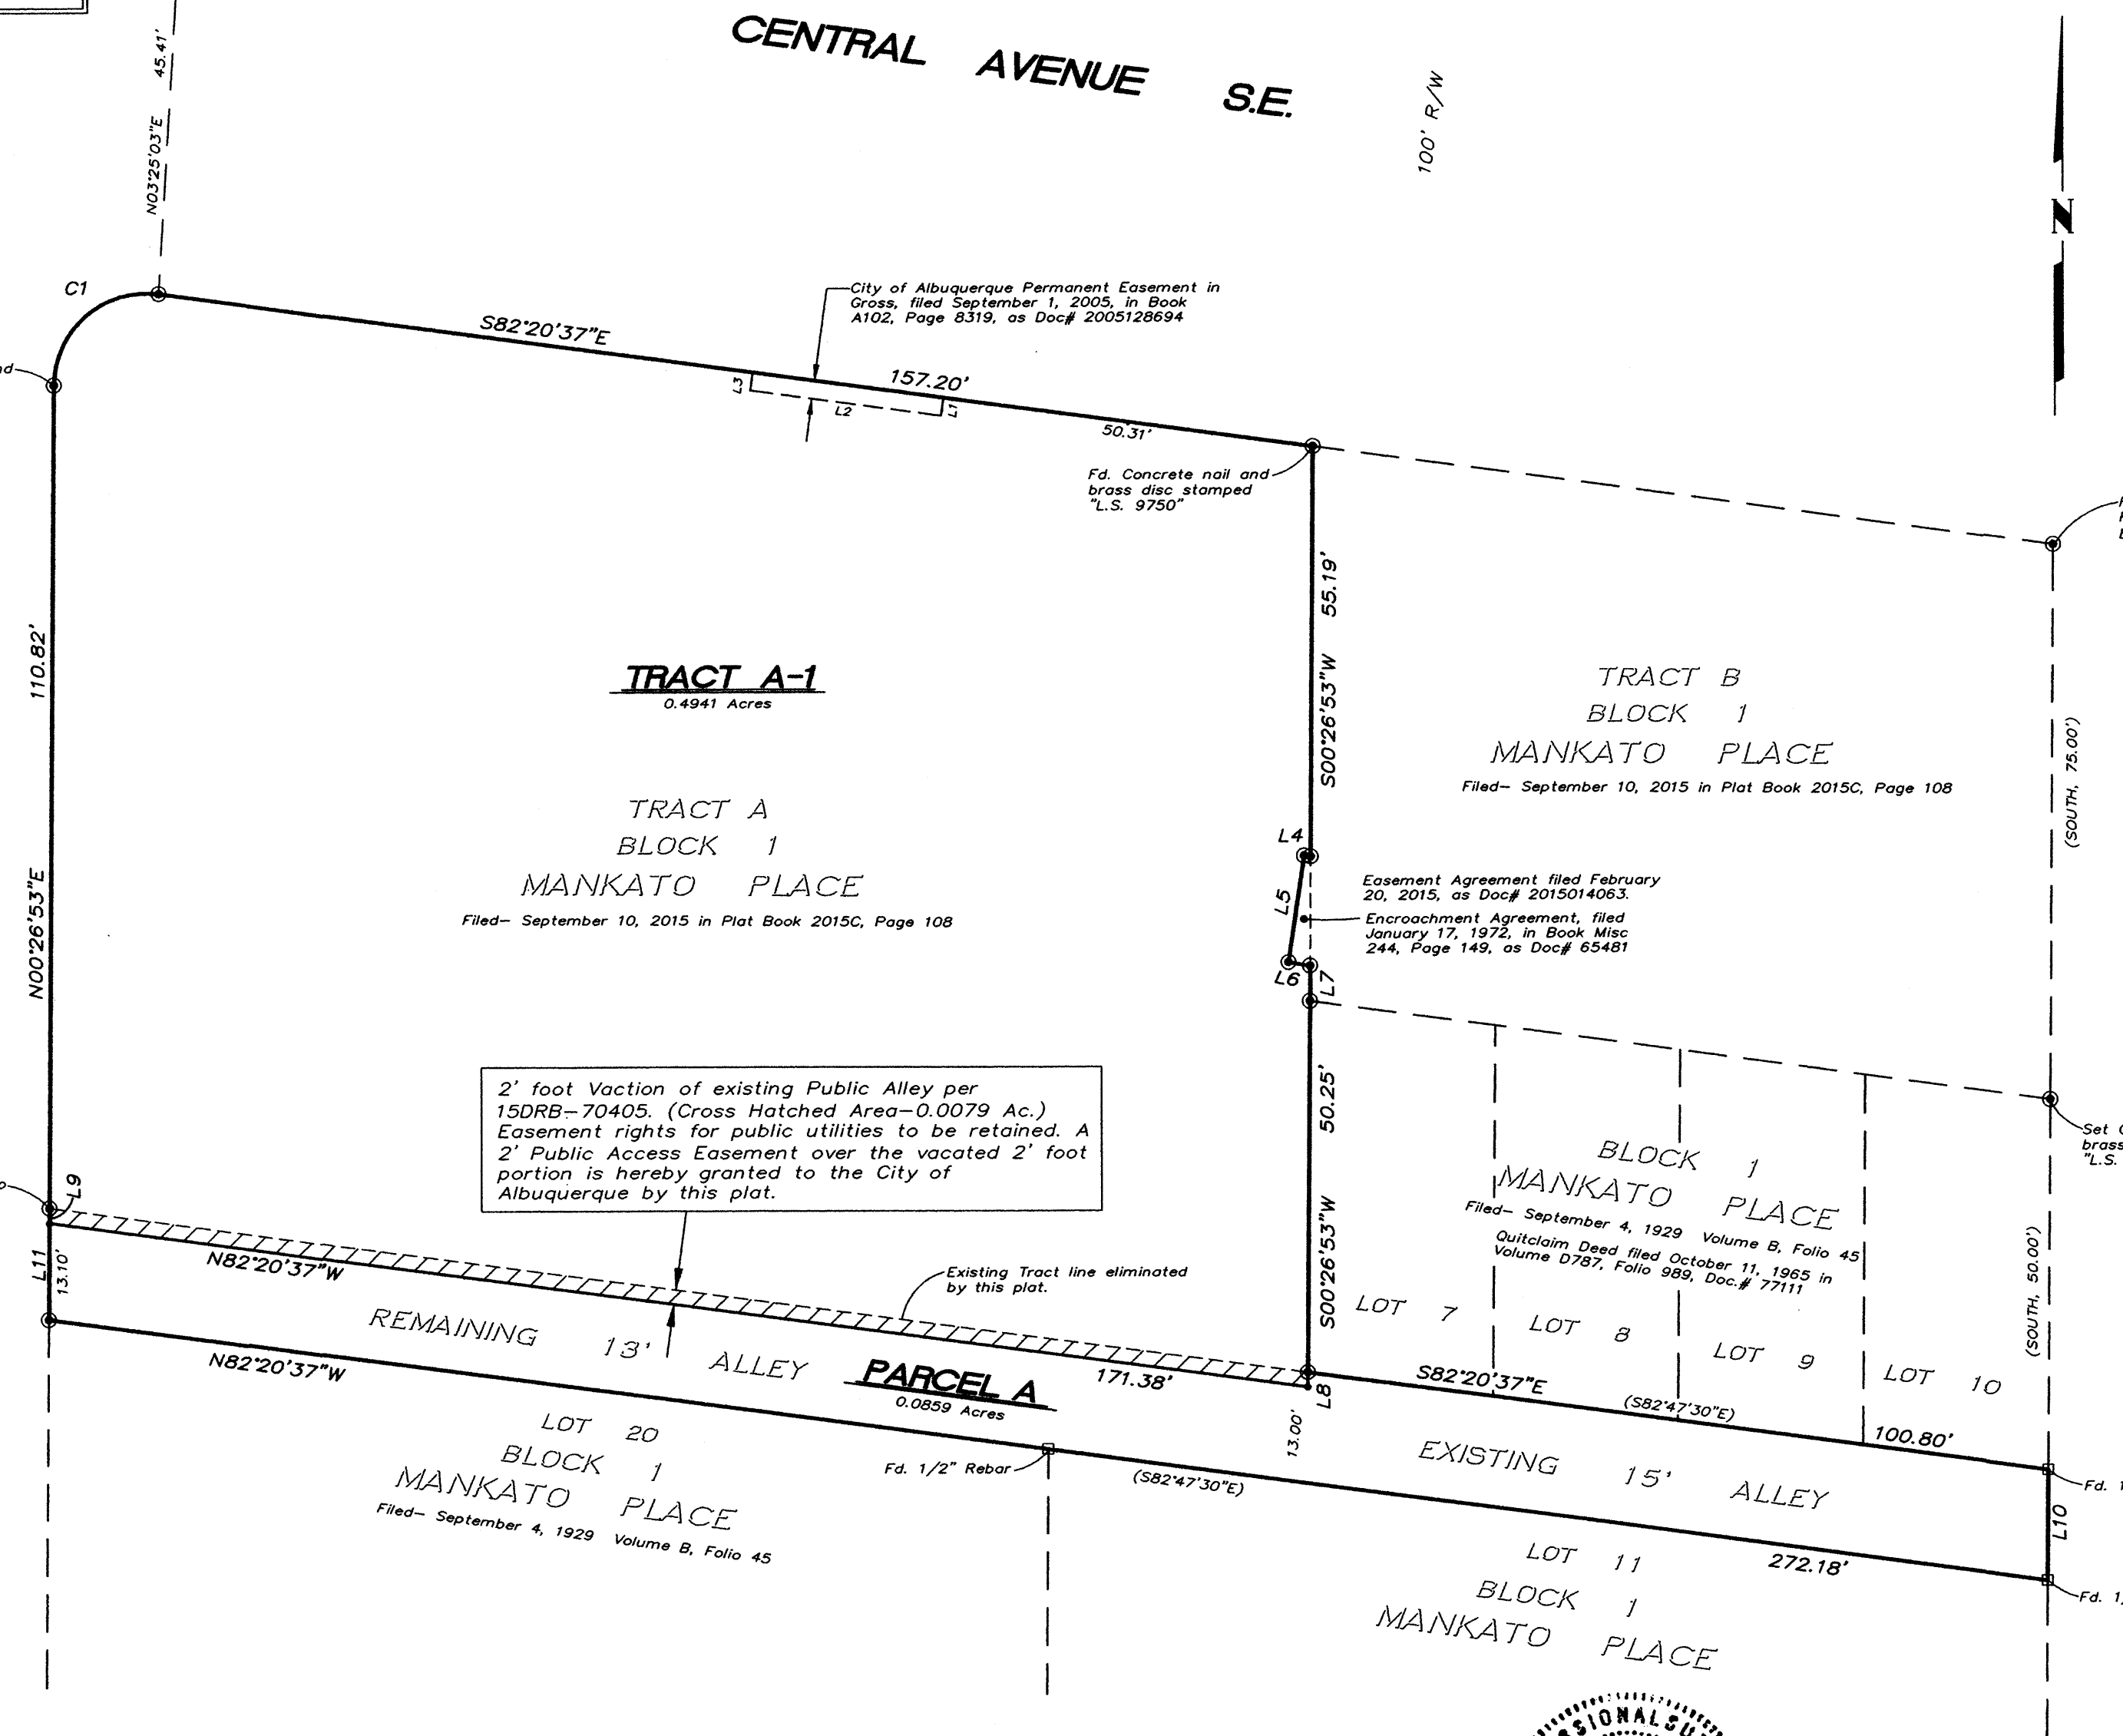 CENTRAL AVENUE S.E.
100' R/W
N03°25'03"E 45.41'
N
C1
S82°20'37"E
157.20'
City of Albuquerque Permanent Easement in
Gross, filed September 1, 2005, in Book
A102, Page 8319, as Doc# 2005128694
L3
L2
L1
50.31'
Fd. Concrete nail and
brass disc stamped
"L.S. 9750"
N00°26'53"E 110.82'
S00°26'53"W 55.19'
TRACT A-1
0.4941 Acres
TRACT A
BLOCK 1
MANKATO PLACE
Filed- September 10, 2015 in Plat Book 2015C, Page 108
TRACT B
BLOCK 1
MANKATO PLACE
Filed- September 10, 2015 in Plat Book 2015C, Page 108
(SOUTH, 75.00')
L4
L5
L6
L7
Easement Agreement filed February
20, 2015, as Doc# 2015014063.
Encroachment Agreement, filed
January 17, 1972, in Book Misc
244, Page 149, as Doc# 65481
2' foot Vaction of existing Public Alley per
15DRB-70405. (Cross Hatched Area-0.0079 Ac.)
Easement rights for public utilities to be retained. A
2' Public Access Easement over the vacated 2' foot
portion is hereby granted to the City of
Albuquerque by this plat.
S00°26'53"W 50.25'
BLOCK 1
MANKATO PLACE
Filed- September 4, 1929 Volume B, Folio 45
Quitclaim Deed filed October 11, 1965 in
Volume D787, Folio 989, Doc.# 77111
LOT 7
LOT 8
LOT 9
LOT 10
(SOUTH, 50.00')
Set
brass
"L.S.
L9
L11
13.10'
N82°20'37"W
Existing Tract line eliminated
by this plat.
REMAINING 13' ALLEY
PARCEL A
0.0859 Acres
171.38'
L8
13.00'
S82°20'37"E
(S82°47'30"E)
100.80'
N82°20'37"W
LOT 20
BLOCK 1
MANKATO PLACE
Filed- September 4, 1929 Volume B, Folio 45
Fd. 1/2" Rebar
(S82°47'30"E)
EXISTING 15' ALLEY
Fd.
L10
272.18'
Fd.
LOT 11
BLOCK 1
MANKATO PLACE